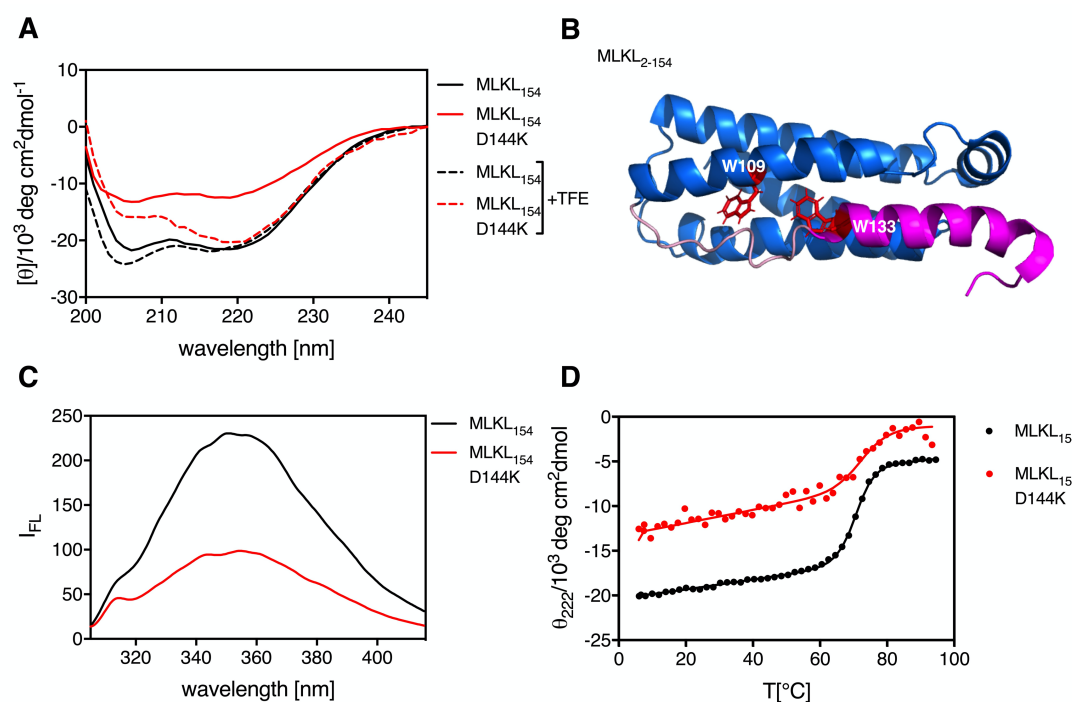 A
[θ]/10³ deg cm²dmol⁻¹
10
0
-10
-20
-30
200
210
220
230
240
wavelength [nm]
MLKL₁₅₄
MLKL₁₅₄
D144K
MLKL₁₅₄
MLKL₁₅₄
D144K
+TFE
B
MLKL₂₋₁₅₄
W109
W133
C
I_FL
250
200
150
100
50
0
320
340
360
380
400
wavelength [nm]
MLKL₁₅₄
MLKL₁₅₄
D144K
D
θ₂₂₂/10³ deg cm²dmol
0
-5
-10
-15
-20
-25
0
20
40
60
80
100
T[°C]
MLKL₁₅
MLKL₁₅
D144K